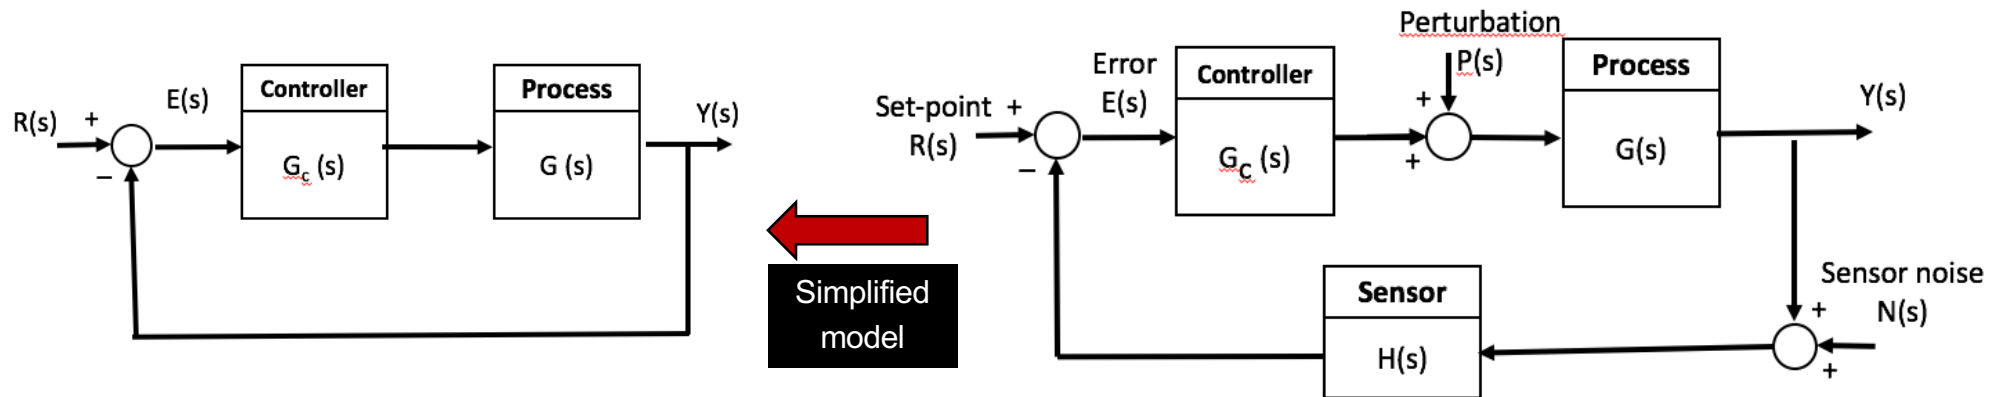 R(s)
+
−
E(s)
Controller
Gc (s)
Process
G (s)
Y(s)
Simplified
model
Set-point +
R(s)
−
Error
E(s)
Controller
GC (s)
Perturbation
P(s)
+
+
Process
G(s)
Y(s)
Sensor noise
N(s)
+
+
Sensor
H(s)